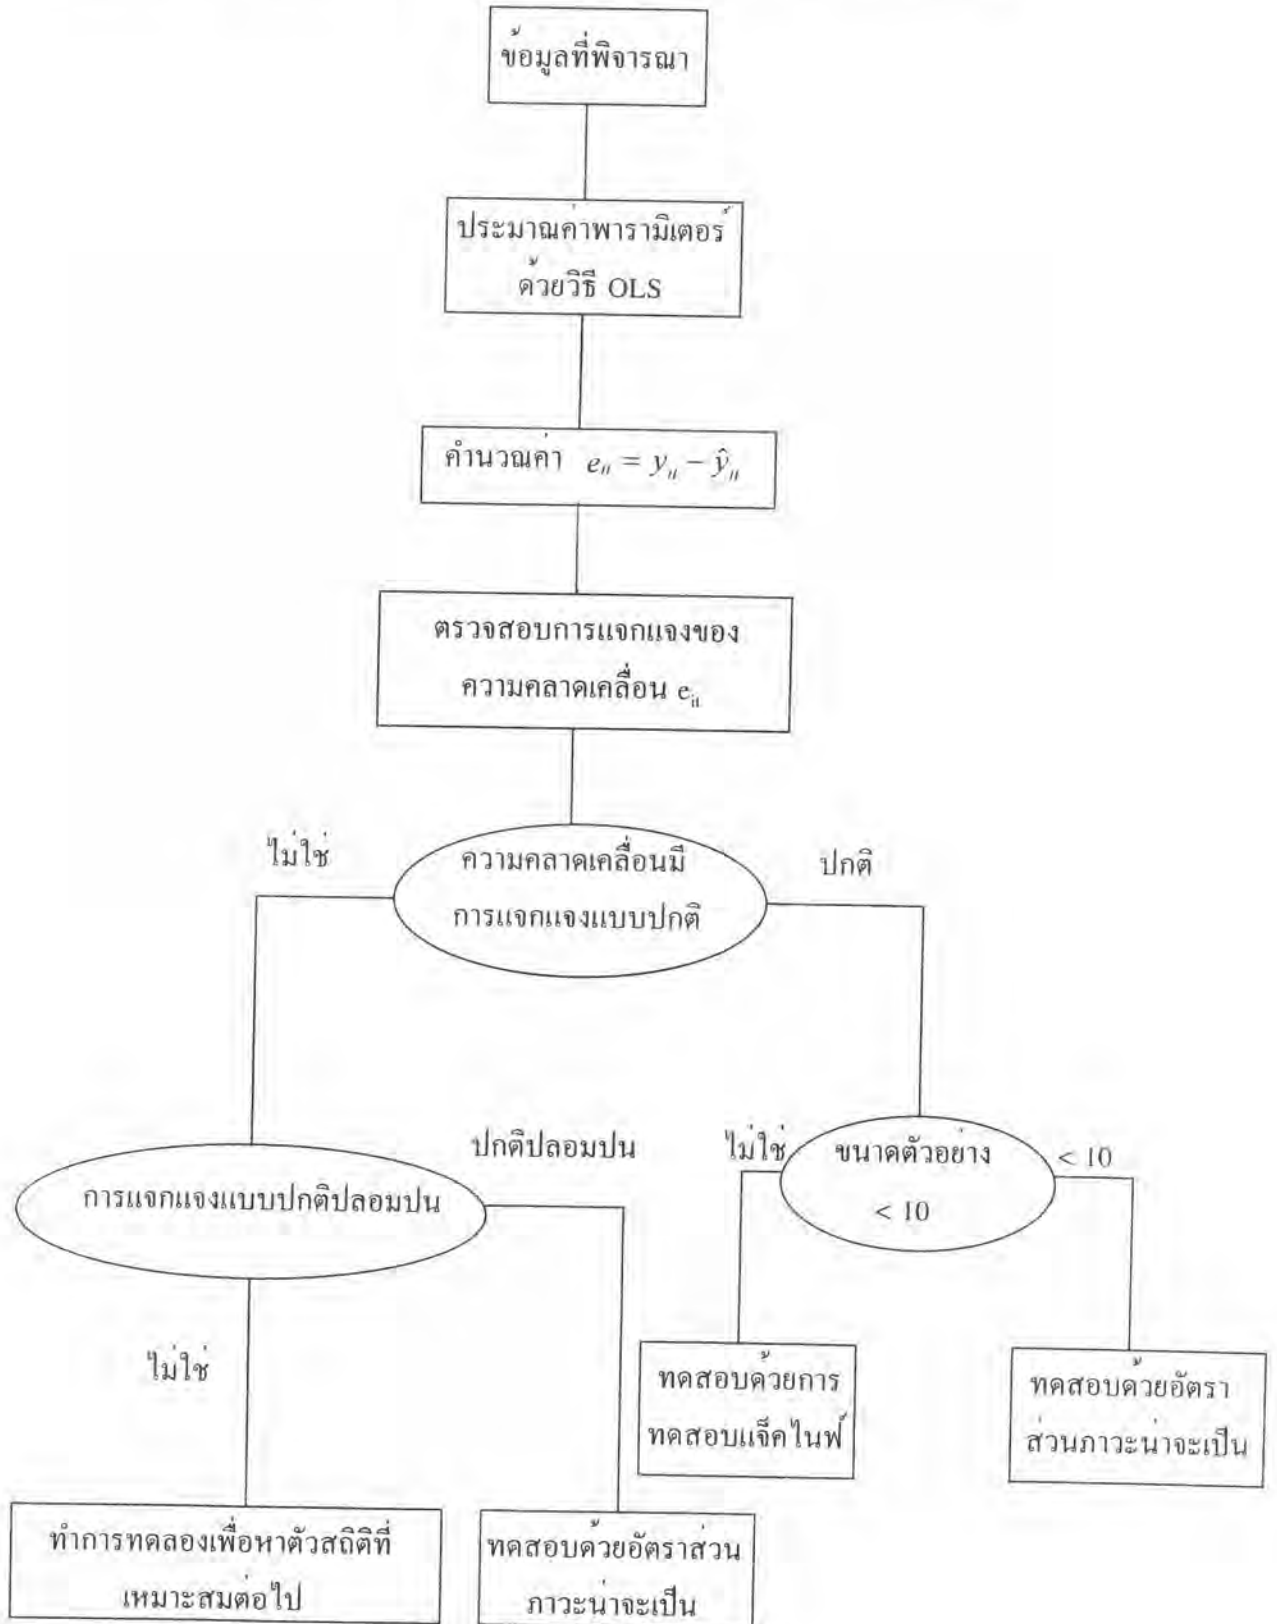 ข้อมูลที่พิจารณา
ประมาณค่าพารามิเตอร์
ด้วยวิธี OLS
คำนวณค่า e_{it} = y_{it} − ŷ_{it}
ตรวจสอบการแจกแจงของ
ความคลาดเคลื่อน e_{it}
ไม่ใช่
ความคลาดเคลื่อนมี
การแจกแจงแบบปกติ
ปกติ
การแจกแจงแบบปกติปลอมปน
ปกติปลอมปน
ไม่ใช่
ขนาดตัวอย่าง
< 10
< 10
ไม่ใช่
ทดสอบด้วยการ
ทดสอบแจ็คไนฟ์
ทดสอบด้วยอัตรา
ส่วนภาวะน่าจะเป็น
ทำการทดลองเพื่อหาตัวสถิติที่
เหมาะสมต่อไป
ทดสอบด้วยอัตราส่วน
ภาวะน่าจะเป็น